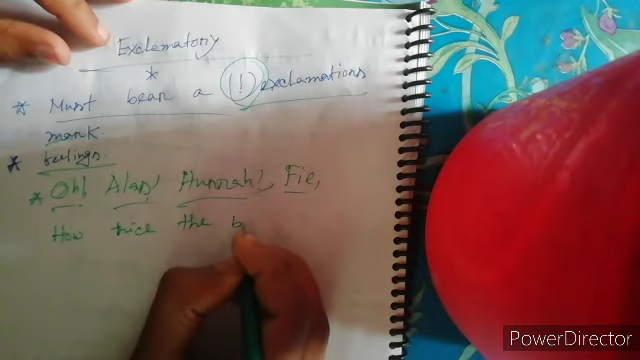 Exclamatory
*
* Must bear a (!!) exclamations
mark
* feelings.
* Oh! Alas! Hurrah!, Fie,
How nice the b
PowerDirector